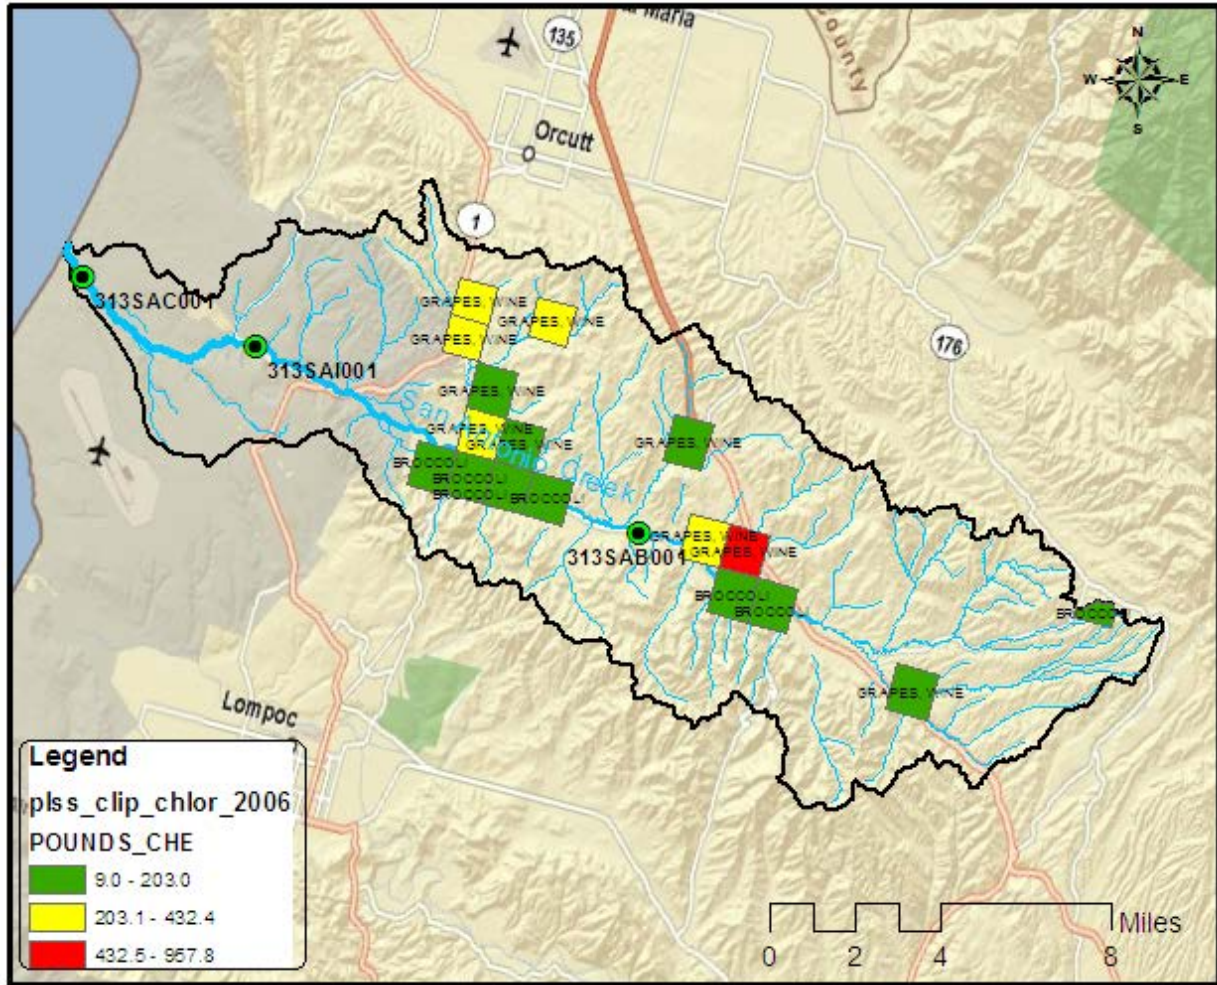 Maria
135
County
N
W
E
S
Orcutt
1
313SAC001
GRAPES, WINE
GRAPES, WINE
GRAPES, WINE
176
313SAI001
GRAPES, WINE
San Antonio Creek
GRAPES, WINE
GRAPES, WINE
GRAPES, WINE
BROCCOLI
BROCCOLI
BROCCOLI
BROCCOLI
GRAPES, WINE
313SAB001
GRAPES, WINE
BROCCOLI
BROCCOLI
BROCCOLI
GRAPES, WINE
Lompoc
Legend
plss_clip_chlor_2006
POUNDS_CHE
9.0 - 203.0
203.1 - 432.4
432.5 - 957.8
Miles
0
2
4
8